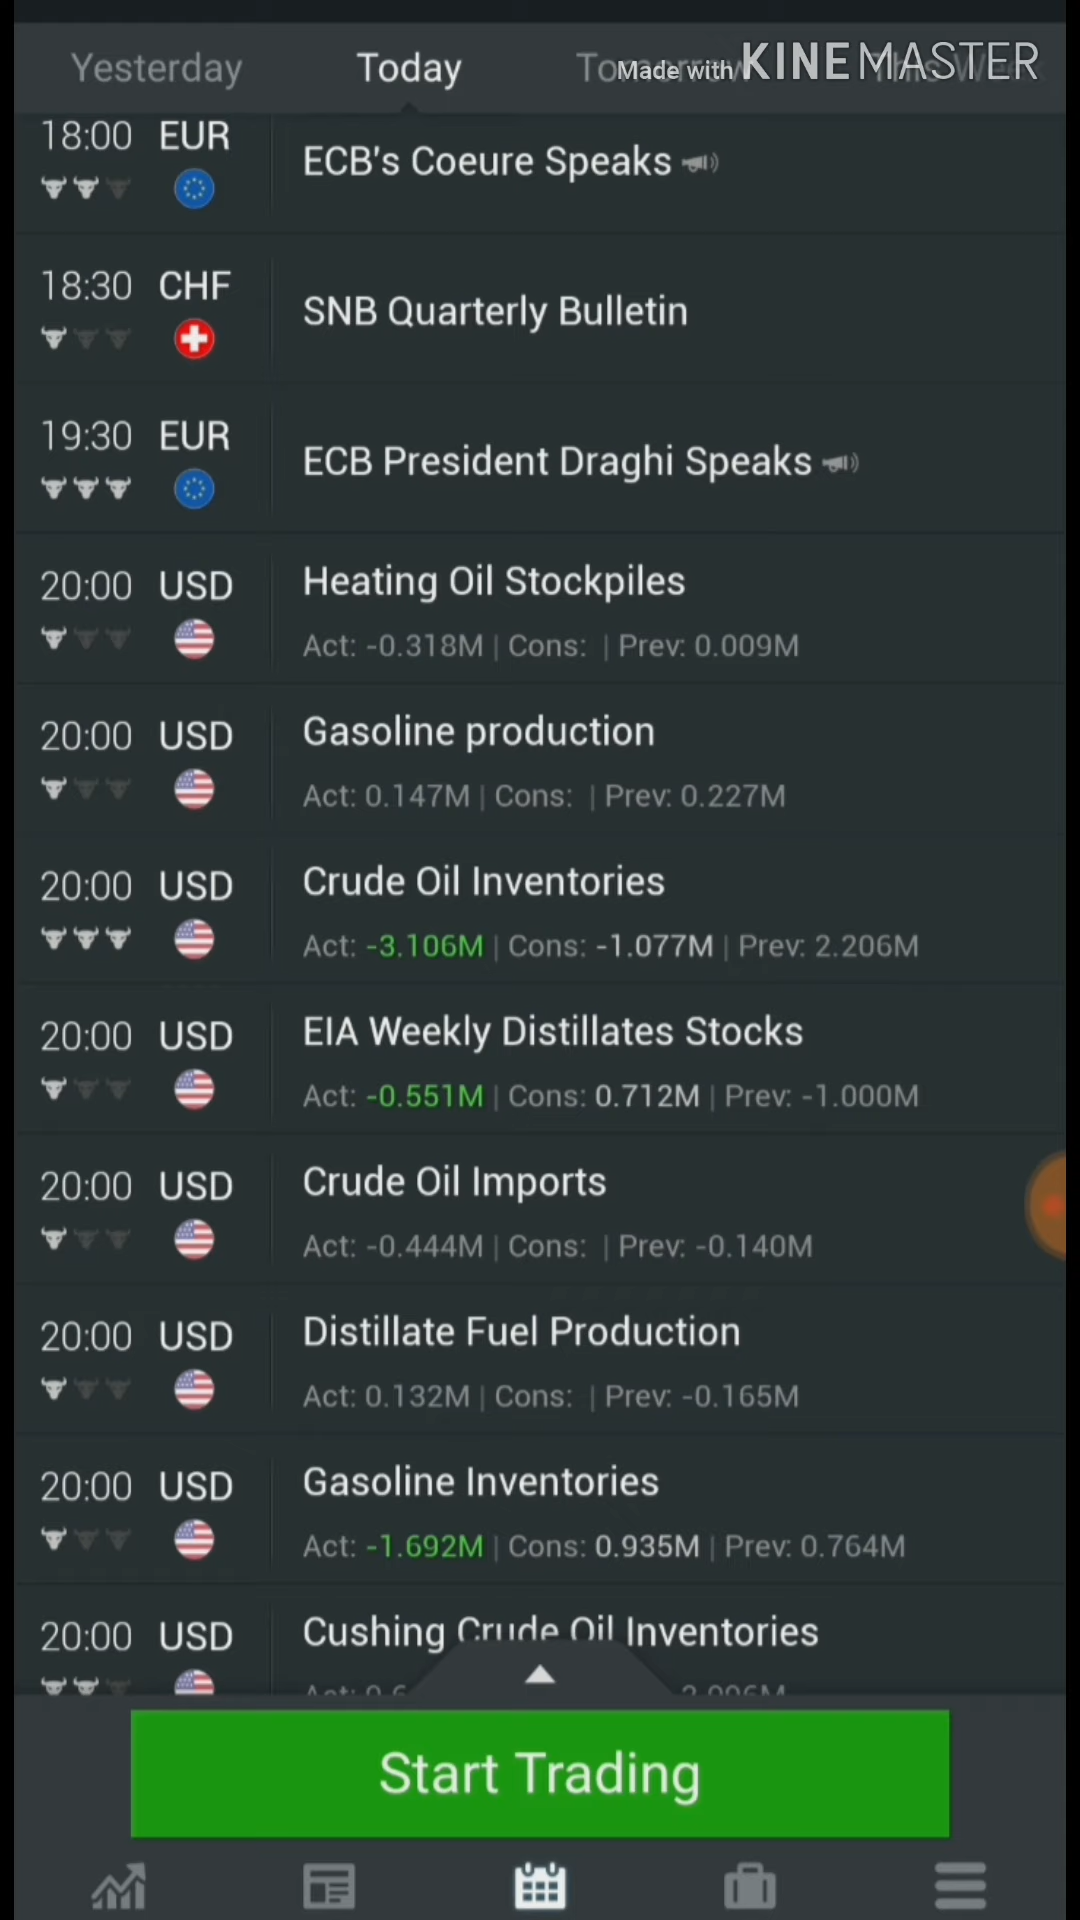 Yesterday Today Made with KINEMASTER
18:00 EUR
ECB's Coeure Speaks
18:30 CHF
SNB Quarterly Bulletin
19:30 EUR
ECB President Draghi Speaks
20:00 USD
Heating Oil Stockpiles
Act: -0.318M | Cons: | Prev: 0.009M
20:00 USD
Gasoline production
Act: 0.147M | Cons: | Prev: 0.227M
20:00 USD
Crude Oil Inventories
Act: -3.106M | Cons: -1.077M | Prev: 2.206M
20:00 USD
EIA Weekly Distillates Stocks
Act: -0.551M | Cons: 0.712M | Prev: -1.000M
20:00 USD
Crude Oil Imports
Act: -0.444M | Cons: | Prev: -0.140M
20:00 USD
Distillate Fuel Production
Act: 0.132M | Cons: | Prev: -0.165M
20:00 USD
Gasoline Inventories
Act: -1.692M | Cons: 0.935M | Prev: 0.764M
20:00 USD
Cushing Crude Oil Inventories
Start Trading